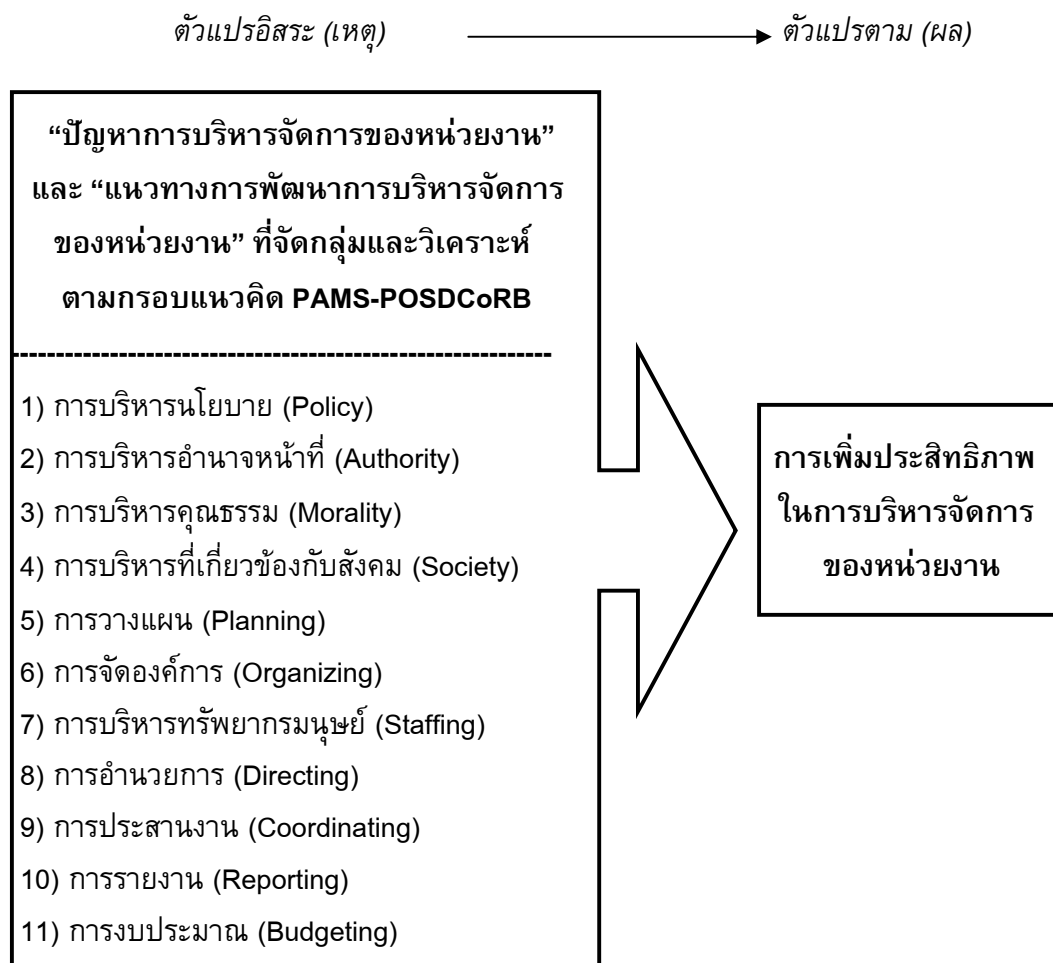 ตัวแปรอิสระ (เหตุ) ตัวแปรตาม (ผล)
“ปัญหาการบริหารจัดการของหน่วยงาน”
และ “แนวทางการพัฒนาการบริหารจัดการ
ของหน่วยงาน” ที่จัดกลุ่มและวิเคราะห์
ตามกรอบแนวคิด PAMS-POSDCoRB
--------------------------------------------------------------
1) การบริหารนโยบาย (Policy)
2) การบริหารอำนาจหน้าที่ (Authority)
3) การบริหารคุณธรรม (Morality)
4) การบริหารที่เกี่ยวข้องกับสังคม (Society)
5) การวางแผน (Planning)
6) การจัดองค์การ (Organizing)
7) การบริหารทรัพยากรมนุษย์ (Staffing)
8) การอำนวยการ (Directing)
9) การประสานงาน (Coordinating)
10) การรายงาน (Reporting)
11) การงบประมาณ (Budgeting)
การเพิ่มประสิทธิภาพ
ในการบริหารจัดการ
ของหน่วยงาน